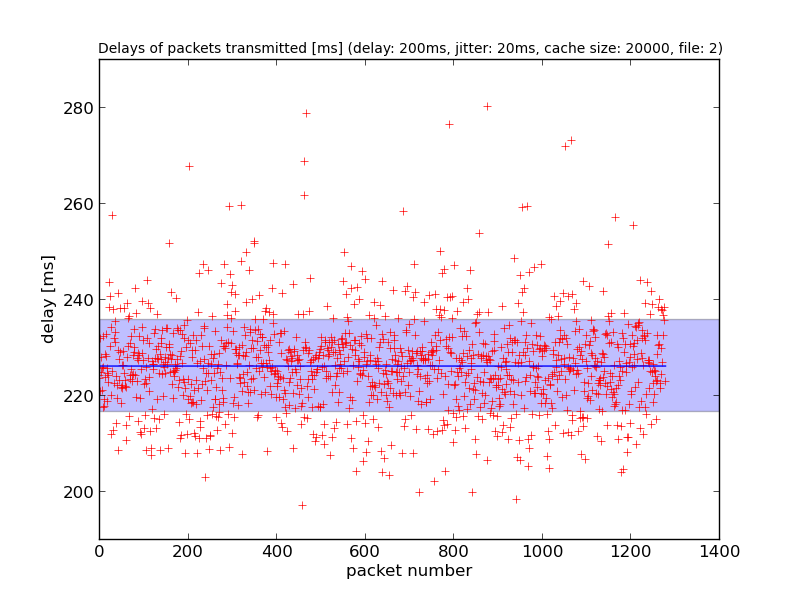 Delays of packets transmitted [ms] (delay: 200ms, jitter: 20ms, cache size: 20000, file: 2)
280
260
240
220
200
delay [ms]
0 200 400 600 800 1000 1200 1400
packet number